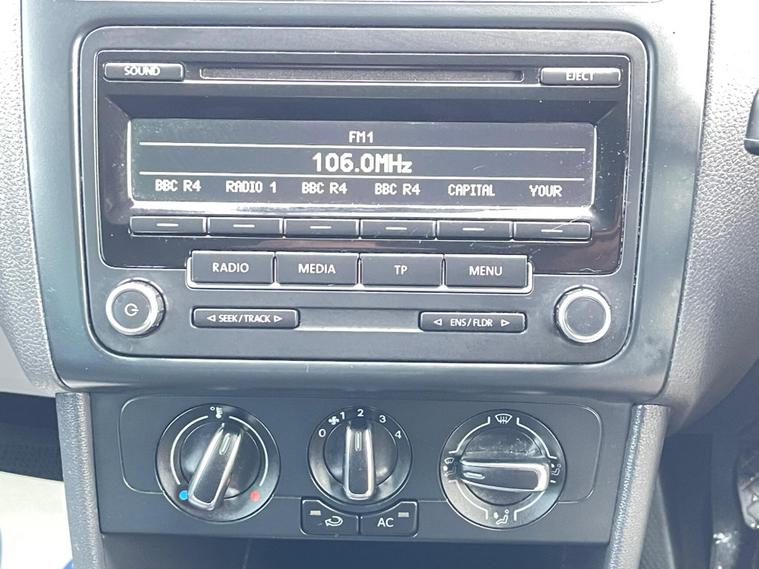 SOUND
EJECT
FM1
106.0MHz
BBC R4 RADIO 1 BBC R4 BBC R4 CAPITAL YOUR
RADIO MEDIA TP MENU
◁ SEEK / TRACK ▷
◁ ENS / FLDR ▷
0 1 2 3 4
AC